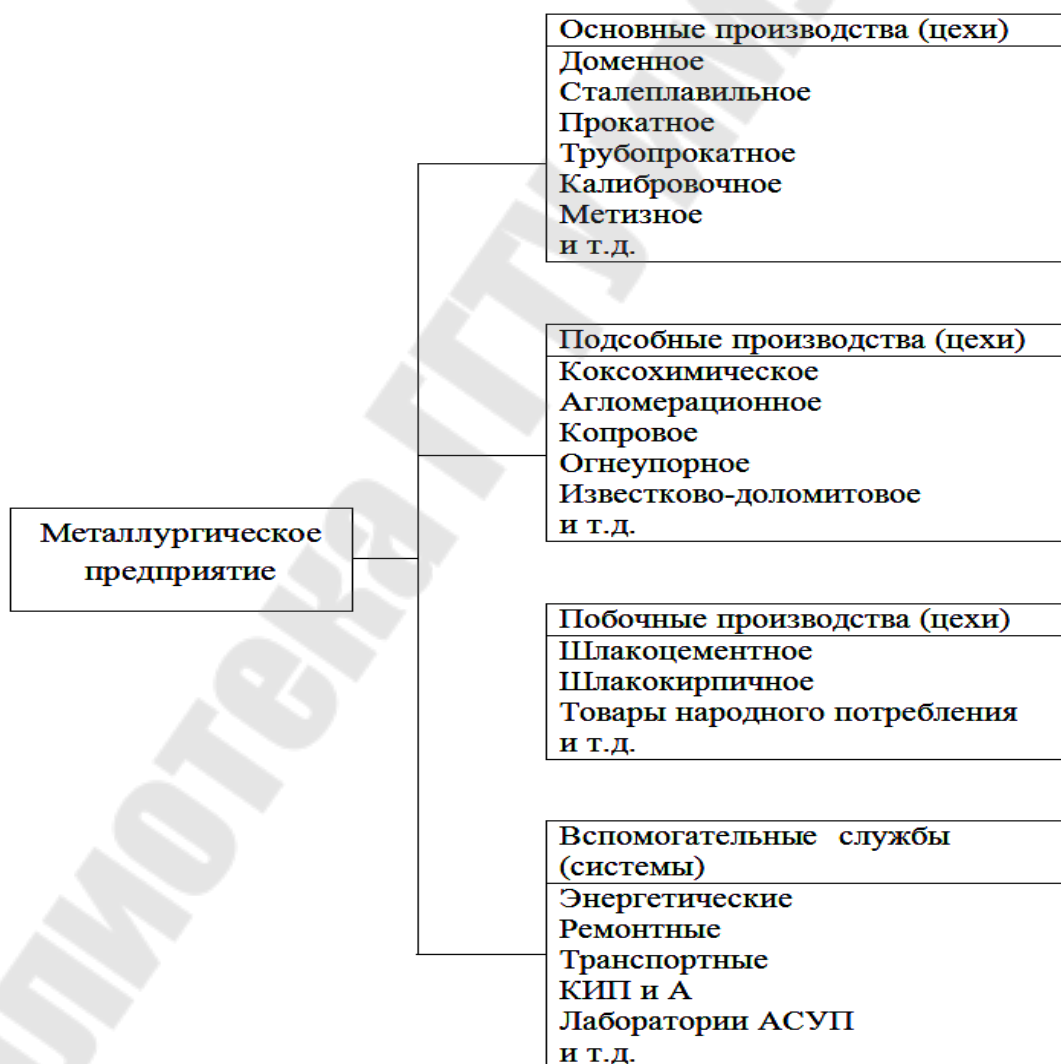 Основные производства (цехи)
Доменное
Сталеплавильное
Прокатное
Трубопрокатное
Калибровочное
Метизное
и т.д.
Подсобные производства (цехи)
Коксохимическое
Агломерационное
Копровое
Огнеупорное
Известково-доломитовое
и т.д.
Металлургическое
предприятие
Побочные производства (цехи)
Шлакоцементное
Шлакокирпичное
Товары народного потребления
и т.д.
Вспомогательные службы
(системы)
Энергетические
Ремонтные
Транспортные
КИП и А
Лаборатории АСУП
и т.д.